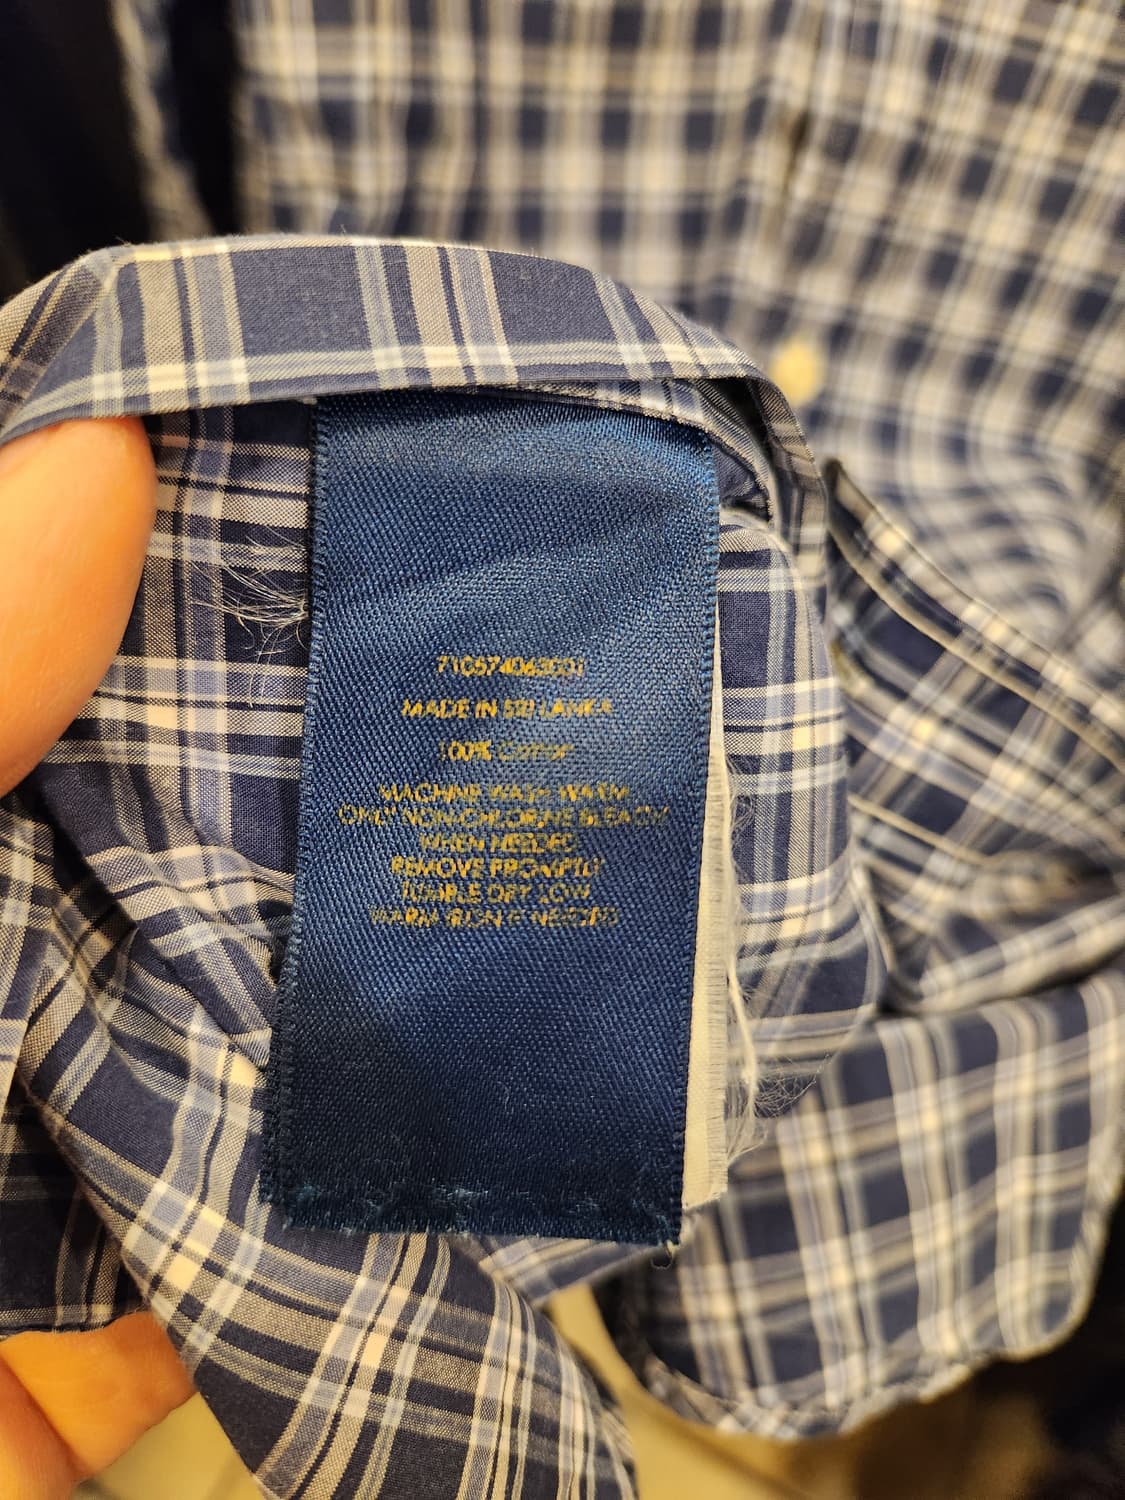 710574063001
MADE IN SRI LANKA
100% Cotton
MACHINE WASH WARM
ONLY NON-CHLORINE BLEACH
WHEN NEEDED
REMOVE PROMPTLY
TUMBLE DRY LOW
WARM IRON IF NEEDED